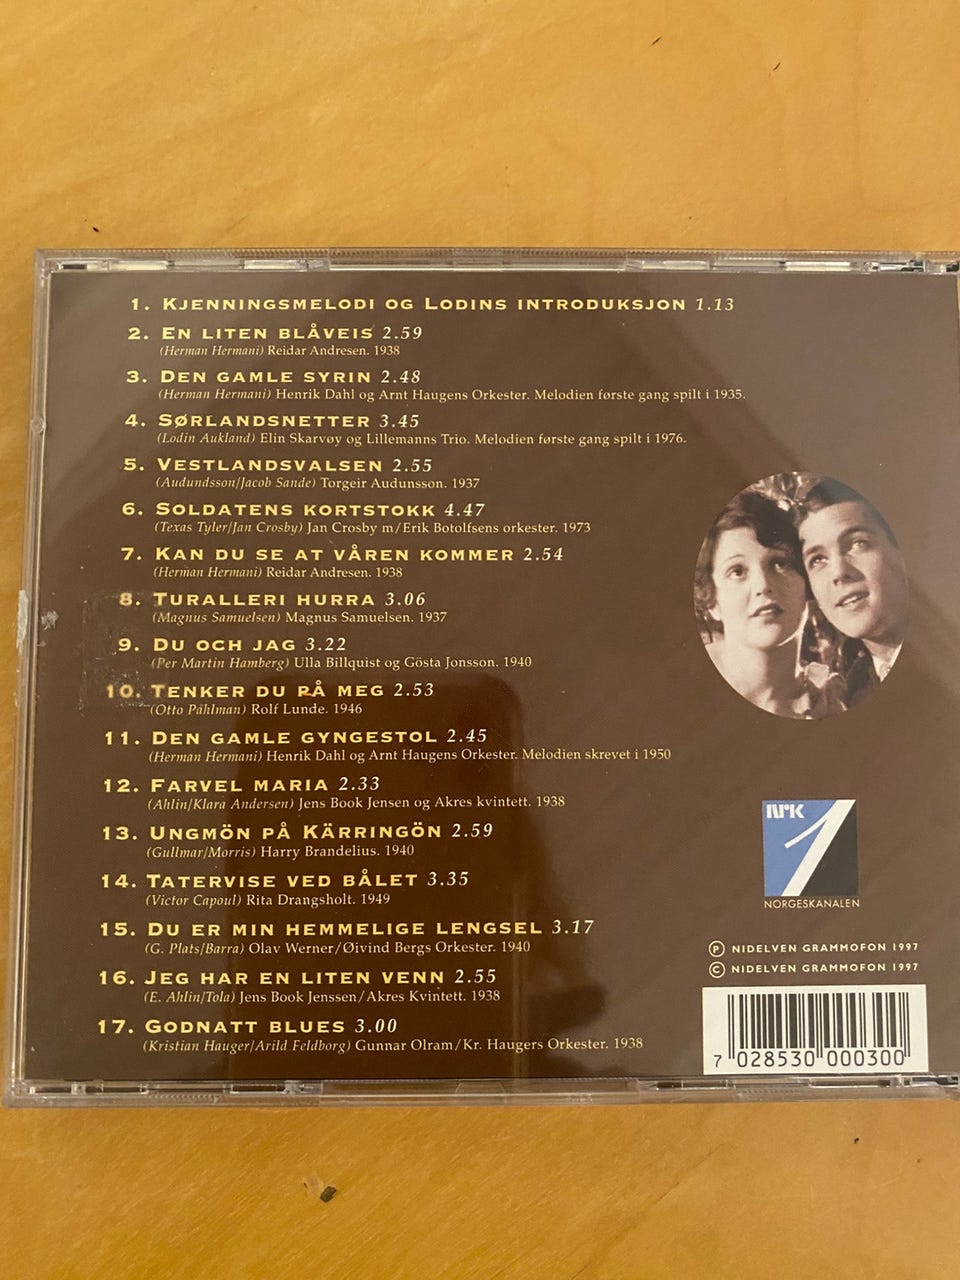 1. KJENNINGSMELODI OG LODINS INTRODUKSJON 1.13
2. EN LITEN BLÅVEIS 2.59
(Herman Hermani) Reidar Andresen. 1938
3. DEN GAMLE SYRIN 2.48
(Herman Hermani) Henrik Dahl og Arnt Haugens Orkester. Melodien første gang spilt i 1935.
4. SØRLANDSNETTER 3.45
(Lodin Aukland) Elin Skarvøy og Lillemanns Trio. Melodien første gang spilt i 1976.
5. VESTLANDSVALSEN 2.55
(Audundsson/Jacob Sande) Torgeir Audunsson. 1937
6. SOLDATENS KORTSTOKK 4.47
(Texas Tyler/Jan Crosby) Jan Crosby m/Erik Botolfsens orkester. 1973
7. KAN DU SE AT VÅREN KOMMER 2.54
(Herman Hermani) Reidar Andresen. 1938
8. TURALLERI HURRA 3.06
(Magnus Samuelsen) Magnus Samuelsen. 1937
9. DU OCH JAG 3.22
(Per Martin Hamberg) Ulla Billquist og Gösta Jonsson. 1940
10. TENKER DU PÅ MEG 2.53
(Otto Påhlman) Rolf Lunde. 1946
11. DEN GAMLE GYNGESTOL 2.45
(Herman Hermani) Henrik Dahl og Arnt Haugens Orkester. Melodien skrevet i 1950
12. FARVEL MARIA 2.33
(Ahlin/Klara Andersen) Jens Book Jensen og Akres kvintett. 1938
13. UNGMÖN PÅ KÄRRINGÖN 2.59
(Gullmar/Morris) Harry Brandelius. 1940
14. TATERVISE VED BÅLET 3.35
(Victor Capoul) Rita Drangsholt. 1949
15. DU ER MIN HEMMELIGE LENGSEL 3.17
(G. Plats/Barra) Olav Werner/Øivind Bergs Orkester. 1940
16. JEG HAR EN LITEN VENN 2.55
(E. Ahlin/Tola) Jens Book Jenssen/Akres Kvintett. 1938
17. GODNATT BLUES 3.00
(Kristian Hauger/Arild Feldborg) Gunnar Olram/Kr. Haugers Orkester. 1938
NRK 1
NORGESKANALEN
Ⓟ NIDELVEN GRAMMOFON 1997
Ⓒ NIDELVEN GRAMMOFON 1997
7 028530 000300